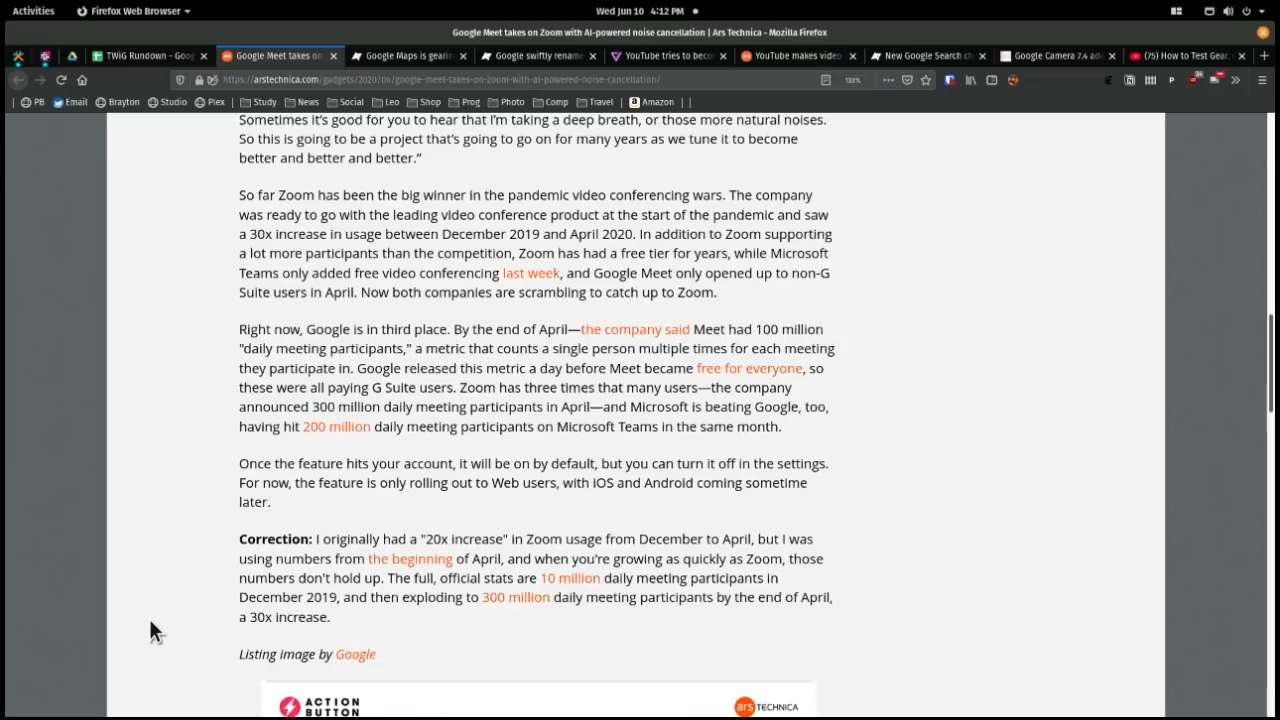 Activities
Firefox Web Browser
Wed Jun 10 4:12 PM
Google Meet takes on Zoom with AI-powered noise cancellation | Ars Technica - Mozilla Firefox
TWiG Rundown - Goog
Google Meet takes on
Google Maps is gearin
Google swiftly rename
YouTube tries to beco
YouTube makes video
New Google Search ch
Google Camera 7.4 ad
(75) How to Test Gear
https://arstechnica.com/gadgets/2020/06/google-meet-takes-on-zoom-with-ai-powered-noise-cancellation/
133%
PB Email Brayton Studio Plex Study News Social Leo Shop Prog Photo Comp Travel Amazon
Sometimes it's good for you to hear that I'm taking a deep breath, or those more natural noises.
So this is going to be a project that's going to go on for many years as we tune it to become
better and better and better."
So far Zoom has been the big winner in the pandemic video conferencing wars. The company
was ready to go with the leading video conference product at the start of the pandemic and saw
a 30x increase in usage between December 2019 and April 2020. In addition to Zoom supporting
a lot more participants than the competition, Zoom has had a free tier for years, while Microsoft
Teams only added free video conferencing last week, and Google Meet only opened up to non-G
Suite users in April. Now both companies are scrambling to catch up to Zoom.
Right now, Google is in third place. By the end of April—the company said Meet had 100 million
"daily meeting participants," a metric that counts a single person multiple times for each meeting
they participate in. Google released this metric a day before Meet became free for everyone, so
these were all paying G Suite users. Zoom has three times that many users—the company
announced 300 million daily meeting participants in April—and Microsoft is beating Google, too,
having hit 200 million daily meeting participants on Microsoft Teams in the same month.
Once the feature hits your account, it will be on by default, but you can turn it off in the settings.
For now, the feature is only rolling out to Web users, with iOS and Android coming sometime
later.
Correction: I originally had a "20x increase" in Zoom usage from December to April, but I was
using numbers from the beginning of April, and when you're growing as quickly as Zoom, those
numbers don't hold up. The full, official stats are 10 million daily meeting participants in
December 2019, and then exploding to 300 million daily meeting participants by the end of April,
a 30x increase.
Listing image by Google
ACTION
BUTTON
ars TECHNICA